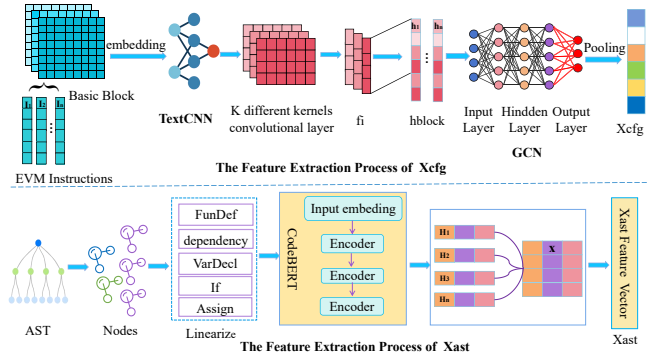 embedding
Basic Block
I₁ I₂ ... Iₙ
EVM Instructions
TextCNN
K different kernels
convolutional layer
fi
h₁ hₙ
hblock
Input
Layer
Hindden
Layer
Output
Layer
GCN
Pooling
Xcfg
The Feature Extraction Process of Xcfg
AST
Nodes
FunDef
dependency
VarDecl
If
Assign
Linearize
CodeBERT
Input embeding
Encoder
Encoder
Encoder
H₁
H₂
H₃
Hₙ
X
Xast Feature
Vector
Xast
The Feature Extraction Process of Xast